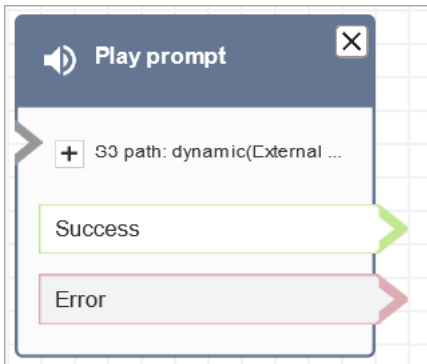 Play prompt
S3 path: dynamic(External ...
Success
Error